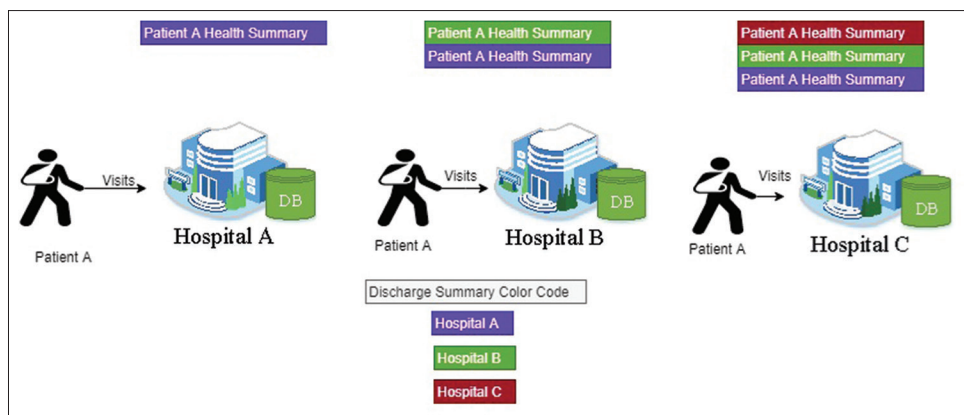 Patient A Health Summary
Patient A Health Summary
Patient A Health Summary
Patient A Health Summary
Patient A Health Summary
Patient A Health Summary
Visits
DB
Hospital A
Patient A
Visits
DB
Hospital B
Patient A
Visits
DB
Hospital C
Patient A
Discharge Summary Color Code
Hospital A
Hospital B
Hospital C